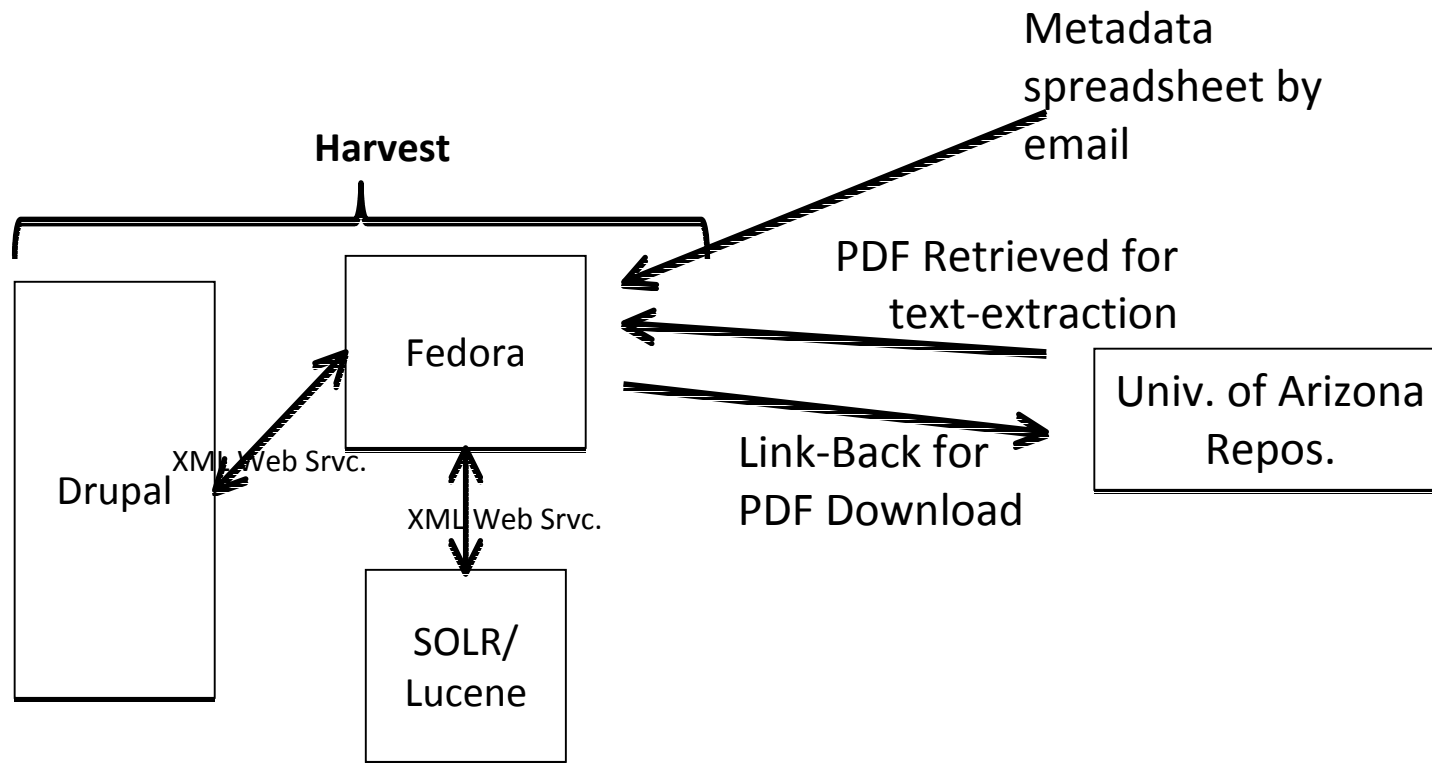 Metadata
spreadsheet by
email
Harvest
PDF Retrieved for
text-extraction
Fedora
Univ. of Arizona
Repos.
Link-Back for
PDF Download
XML Web Srvc.
Drupal
XML Web Srvc.
SOLR/
Lucene